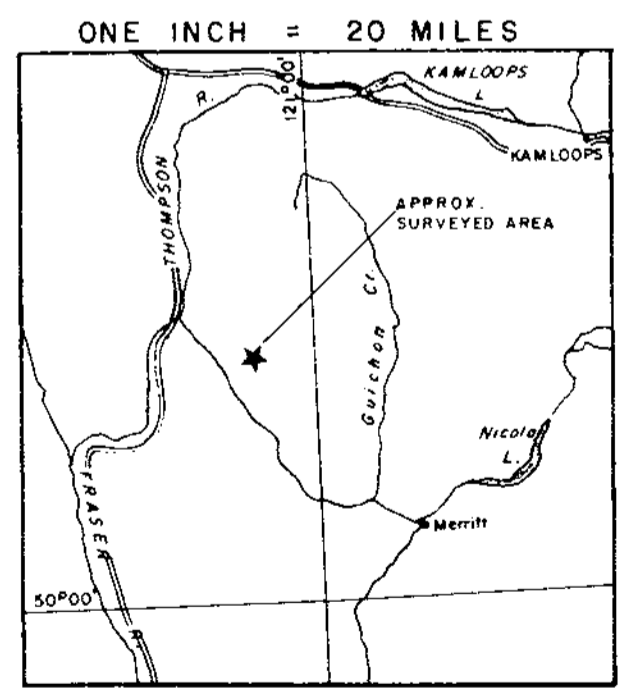 ONE INCH = 20 MILES
KAMLOOPS
L
R.
121°00'
KAMLOOPS
THOMPSON
APPROX.
SURVEYED AREA
Guichon Cr.
Nicola
L.
FRASER
Merritt
50°00'
R